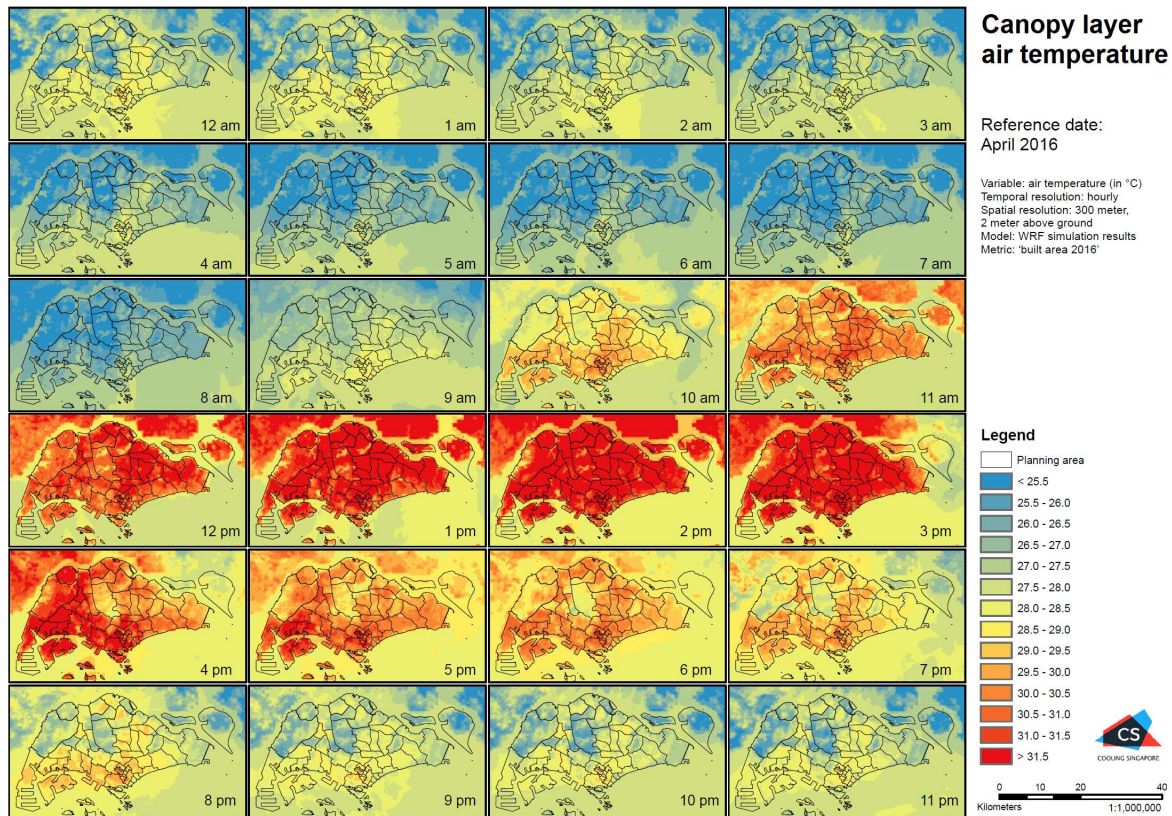 Canopy layer
air temperature
Reference date:
April 2016
Variable: air temperature (in °C)
Temporal resolution: hourly
Spatial resolution: 300 meter,
2 meter above ground
Model: WRF simulation results
Metric: 'built area 2016'
12 am
1 am
2 am
3 am
4 am
5 am
6 am
7 am
8 am
9 am
10 am
11 am
12 pm
1 pm
2 pm
3 pm
4 pm
5 pm
6 pm
7 pm
8 pm
9 pm
10 pm
11 pm
Legend
Planning area
< 25.5
25.5 - 26.0
26.0 - 26.5
26.5 - 27.0
27.0 - 27.5
27.5 - 28.0
28.0 - 28.5
28.5 - 29.0
29.0 - 29.5
29.5 - 30.0
30.0 - 30.5
30.5 - 31.0
31.0 - 31.5
> 31.5
CS
COOLING SINGAPORE
0 10 20 40
Kilometers 1:1,000,000